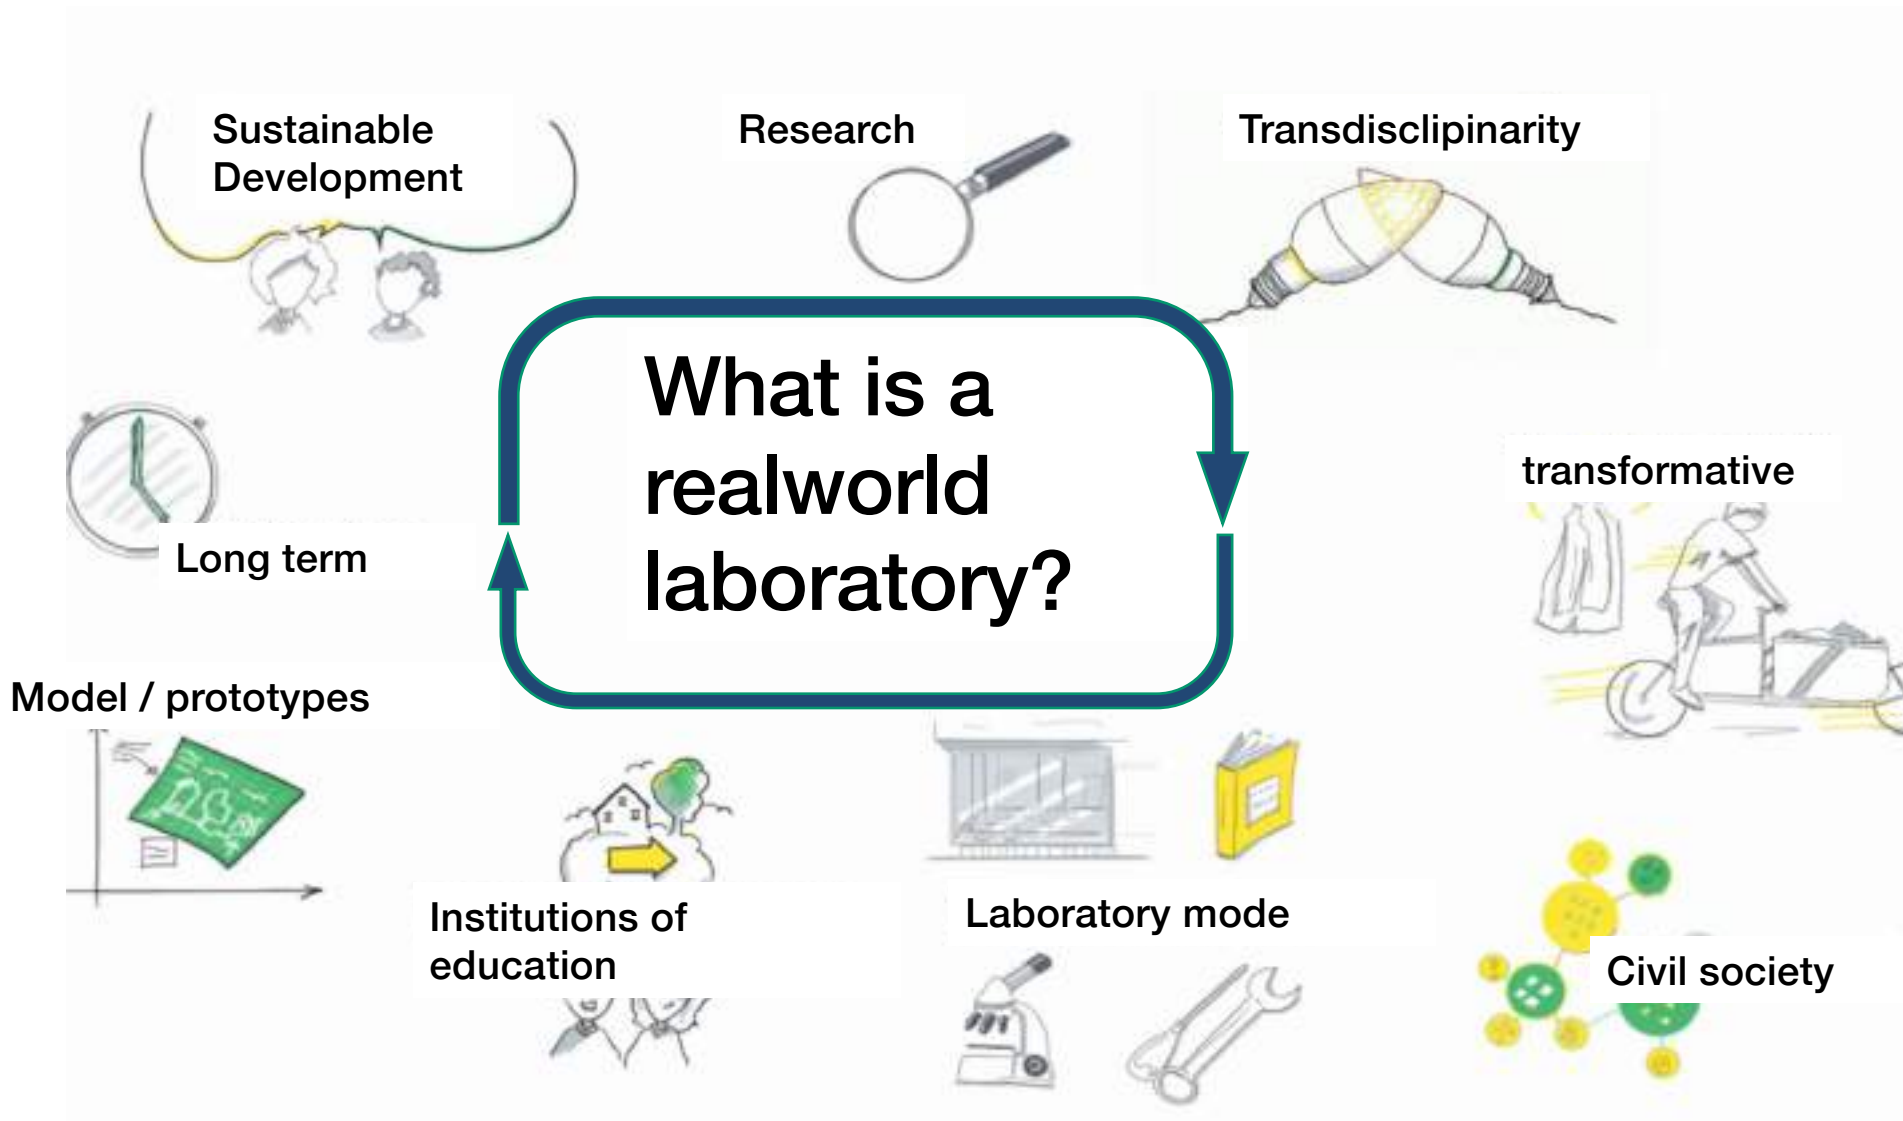 Sustainable
Development
Research
Transdisclipinarity
What is a
realworld
laboratory?
transformative
Long term
Model / prototypes
Institutions of
education
Laboratory mode
Civil society